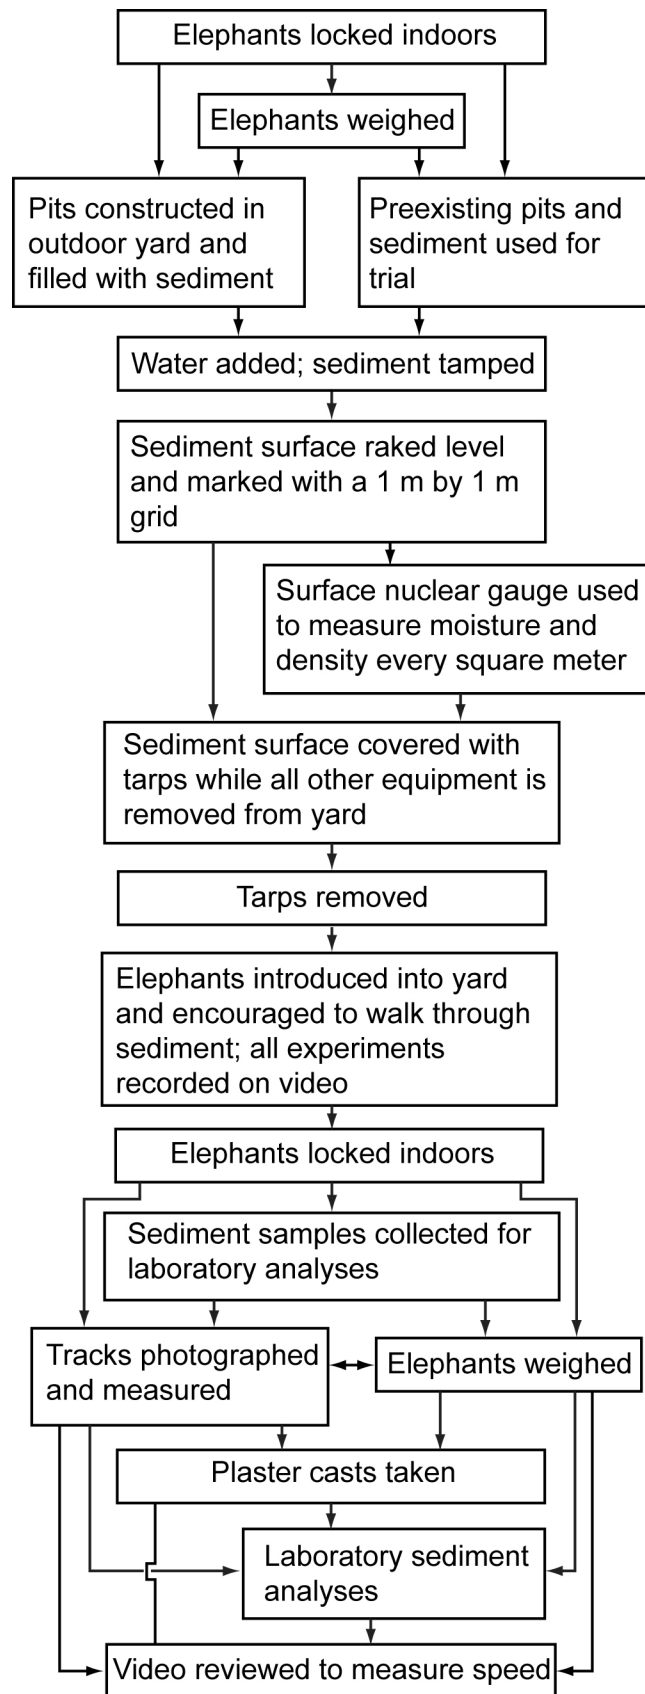 Elephants locked indoors
Elephants weighed
Pits constructed in
outdoor yard and
filled with sediment
Preexisting pits and
sediment used for
trial
Water added; sediment tamped
Sediment surface raked level
and marked with a 1 m by 1 m
grid
Surface nuclear gauge used
to measure moisture and
density every square meter
Sediment surface covered with
tarps while all other equipment is
removed from yard
Tarps removed
Elephants introduced into yard
and encouraged to walk through
sediment; all experiments
recorded on video
Elephants locked indoors
Sediment samples collected for
laboratory analyses
Tracks photographed
and measured
Elephants weighed
Plaster casts taken
Laboratory sediment
analyses
Video reviewed to measure speed